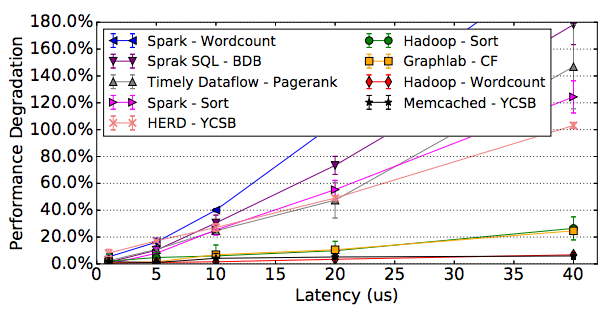 180.0%
160.0%
140.0%
120.0%
100.0%
80.0%
60.0%
40.0%
20.0%
0.0%
Performance Degradation
Spark - Wordcount
Sprak SQL - BDB
Timely Dataflow - Pagerank
Spark - Sort
HERD - YCSB
Hadoop - Sort
Graphlab - CF
Hadoop - Wordcount
Memcached - YCSB
0 5 10 15 20 25 30 35 40
Latency (us)